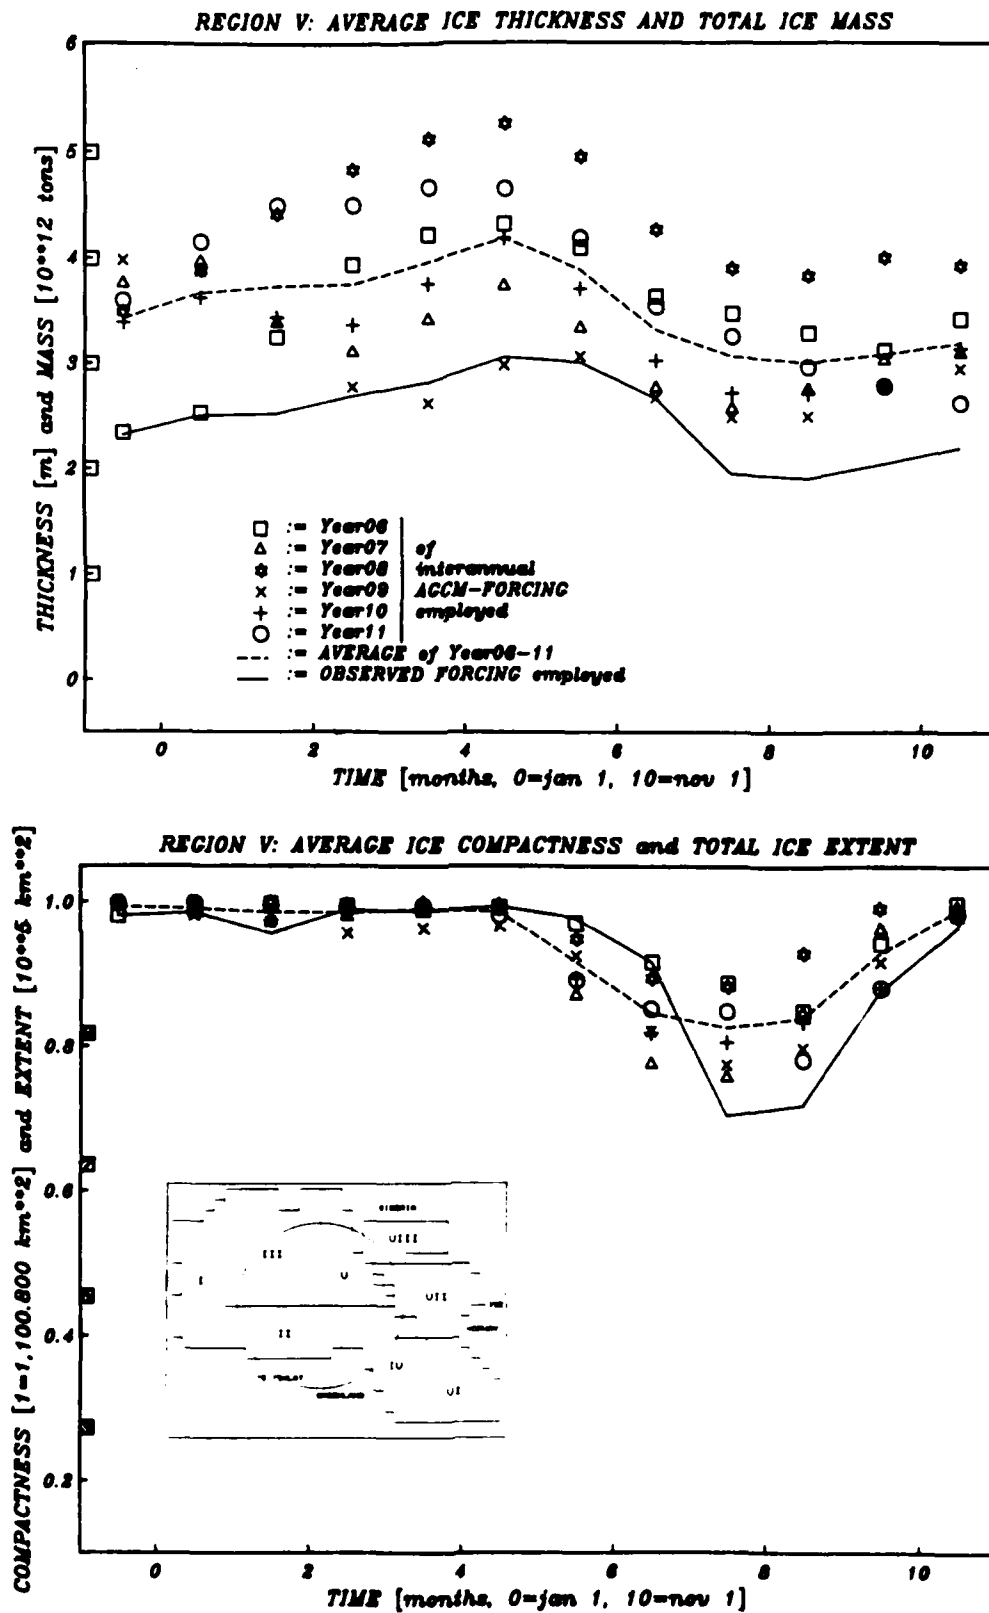 REGION V: AVERAGE ICE THICKNESS AND TOTAL ICE MASS
THICKNESS [m] and MASS [10**12 tons]
6
5
4
3
2
1
0
:= Year06
:= Year07 of
:= Year08 interannual
:= Year09 AGCM-FORCING
:= Year10 employed
:= Year11
:= AVERAGE of Year06-11
:= OBSERVED FORCING employed
0 2 4 6 8 10
TIME [months, 0=jan 1, 10=nov 1]
REGION V: AVERAGE ICE COMPACTNESS and TOTAL ICE EXTENT
COMPACTNESS [1=1,100.800 km**2] and EXTENT [10**5 km**2]
1.0
0.8
0.6
0.4
0.2
UIII
III
I
U
UII
II
IU
UI
0 2 4 6 8 10
TIME [months, 0=jan 1, 10=nov 1]